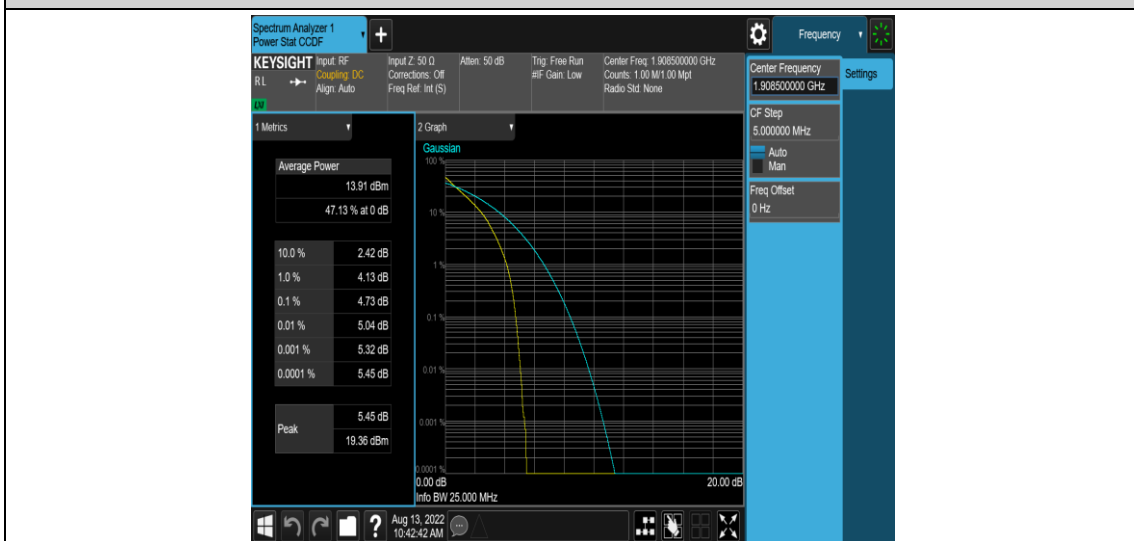 Spectrum Analyzer 1
Power Stat CCDF
+
Frequency
KEYSIGHT
RL
LXI
Input: RF
Coupling: DC
Align: Auto
Input Z: 50 Ω
Corrections: Off
Freq Ref: Int (S)
Atten: 50 dB
Trig: Free Run
#IF Gain: Low
Center Freq: 1.908500000 GHz
Counts: 1.00 M/1.00 Mpt
Radio Std: None
Center Frequency
1.908500000 GHz
Settings
CF Step
5.000000 MHz
Auto
Man
Freq Offset
0 Hz
1 Metrics
Average Power
13.91 dBm
47.13 % at 0 dB
10.0 % 2.42 dB
1.0 % 4.13 dB
0.1 % 4.73 dB
0.01 % 5.04 dB
0.001 % 5.32 dB
0.0001 % 5.45 dB
Peak
5.45 dB
19.36 dBm
2 Graph
Gaussian
100 %
10 %
1 %
0.1 %
0.01 %
0.001 %
0.0001 %
0.00 dB 20.00 dB
Info BW 25.000 MHz
?
Aug 13, 2022
10:42:42 AM